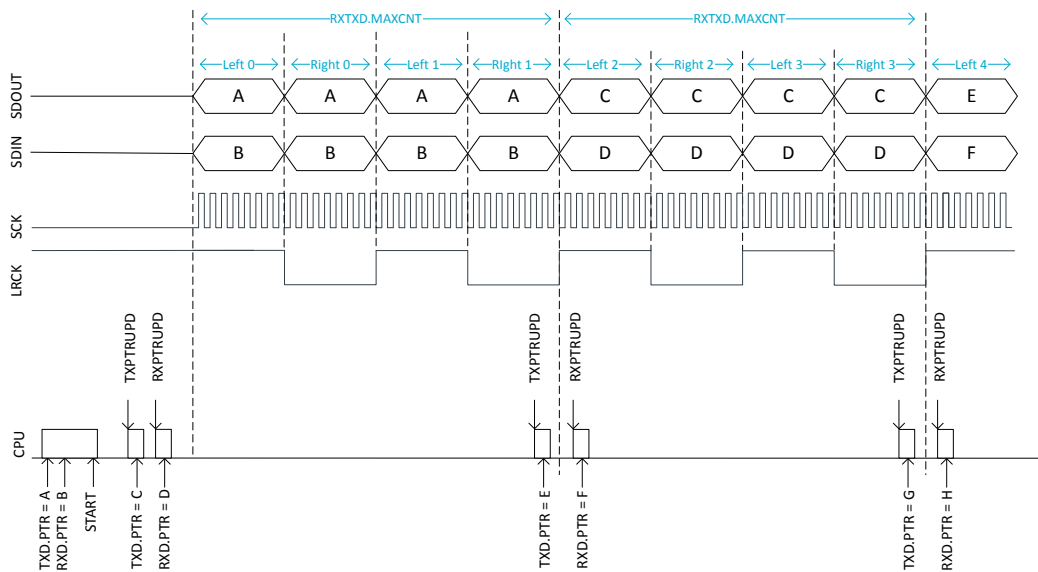 RXTXD.MAXCNT RXTXD.MAXCNT
Left 0 Right 0 Left 1 RIght 1 Left 2 Right 2 Left 3 Right 3 Left 4
SDOUT A A A A C C C C E
SDIN B B B B D D D D F
SCK
LRCK
TXPTRUPD RXPTRUPD TXPTRUPD RXPTRUPD TXPTRUPD RXPTRUPD
CPU
TXD.PTR = A RXD.PTR = B START TXD.PTR = C RXD.PTR = D TXD.PTR = E RXD.PTR = F TXD.PTR = G RXD.PTR = H